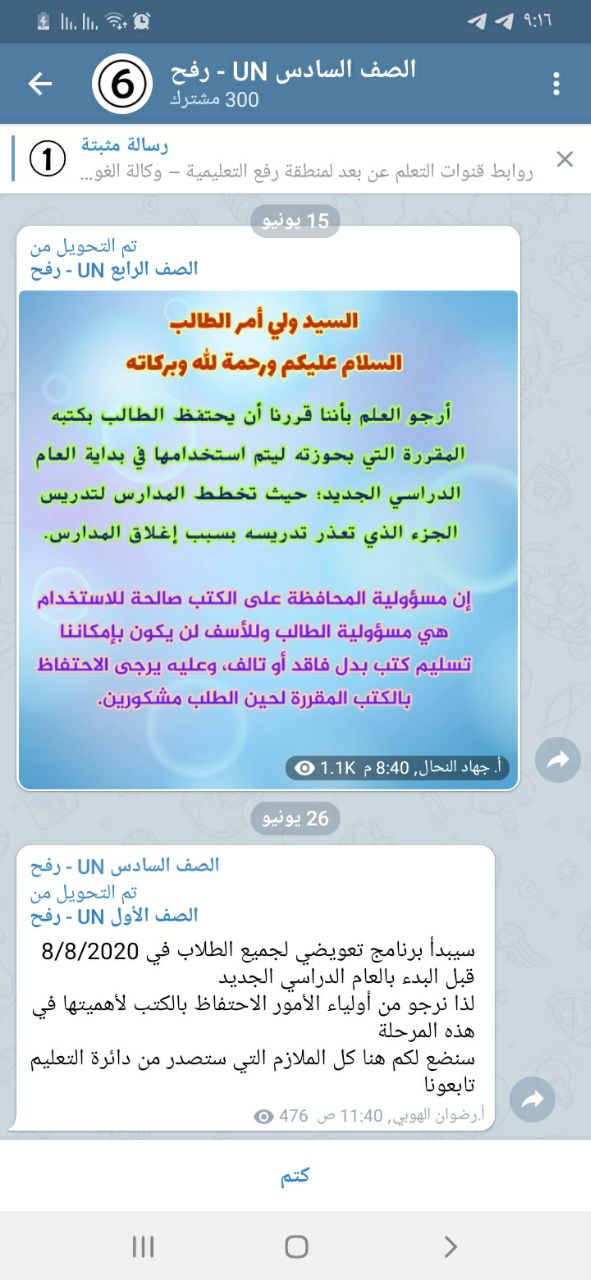 ٩:١٦
الصف السادس UN - رفح
300 مشترك
6
رسالة مثبتة
روابط قنوات التعلم عن بعد لمنطقة رفع التعليمية – وكالة الغو...
1
15 يونيو
تم التحويل من
الصف الرابع UN - رفح
السيد ولي أمر الطالب
السلام عليكم ورحمة لله وبركاته
أرجو العلم بأننا قررنا أن يحتفظ الطالب بكتبه
المقررة التي بحوزته ليتم استخدامها في بداية العام
الدراسي الجديد؛ حيث تخطط المدارس لتدريس
الجزء الذي تعذر تدريسه بسبب إغلاق المدارس.
إن مسؤولية المحافظة على الكتب صالحة للاستخدام
هي مسؤولية الطالب وللأسف لن يكون بإمكاننا
تسليم كتب بدل فاقد أو تالف، وعليه يرجى الاحتفاظ
بالكتب المقررة لحين الطلب مشكورين.
أ. جهاد النحال, 8:40 م 1.1K
26 يونيو
الصف السادس UN - رفح
تم التحويل من
الصف الأول UN - رفح
سيبدأ برنامج تعويضي لجميع الطلاب في 8/8/2020
قبل البدء بالعام الدراسي الجديد
لذا نرجو من أولياء الأمور الاحتفاظ بالكتب لأهميتها في
هذه المرحلة
سنضع لكم هنا كل الملازم التي ستصدر من دائرة التعليم
تابعونا
أ.رضوان الهوبي, 11:40 ص 476
كتم